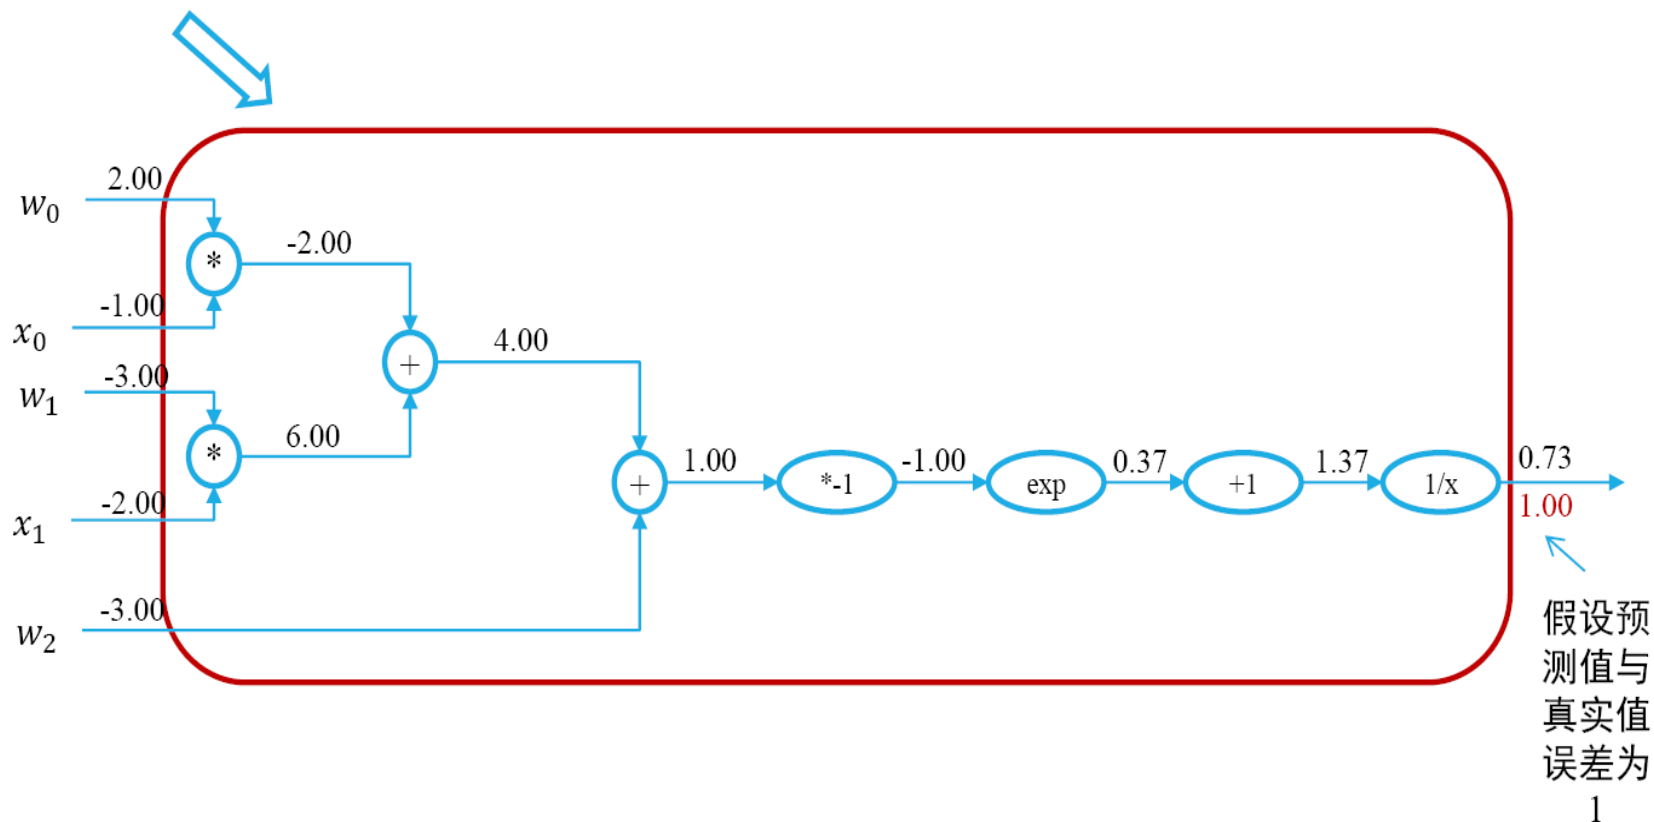 2.00
w₀
*
-2.00
-1.00
x₀
+
4.00
-3.00
w₁
*
6.00
-2.00
x₁
+
1.00
*-1
-1.00
exp
0.37
+1
1.37
1/x
0.73
1.00
-3.00
w₂
假设预
测值与
真实值
误差为
1